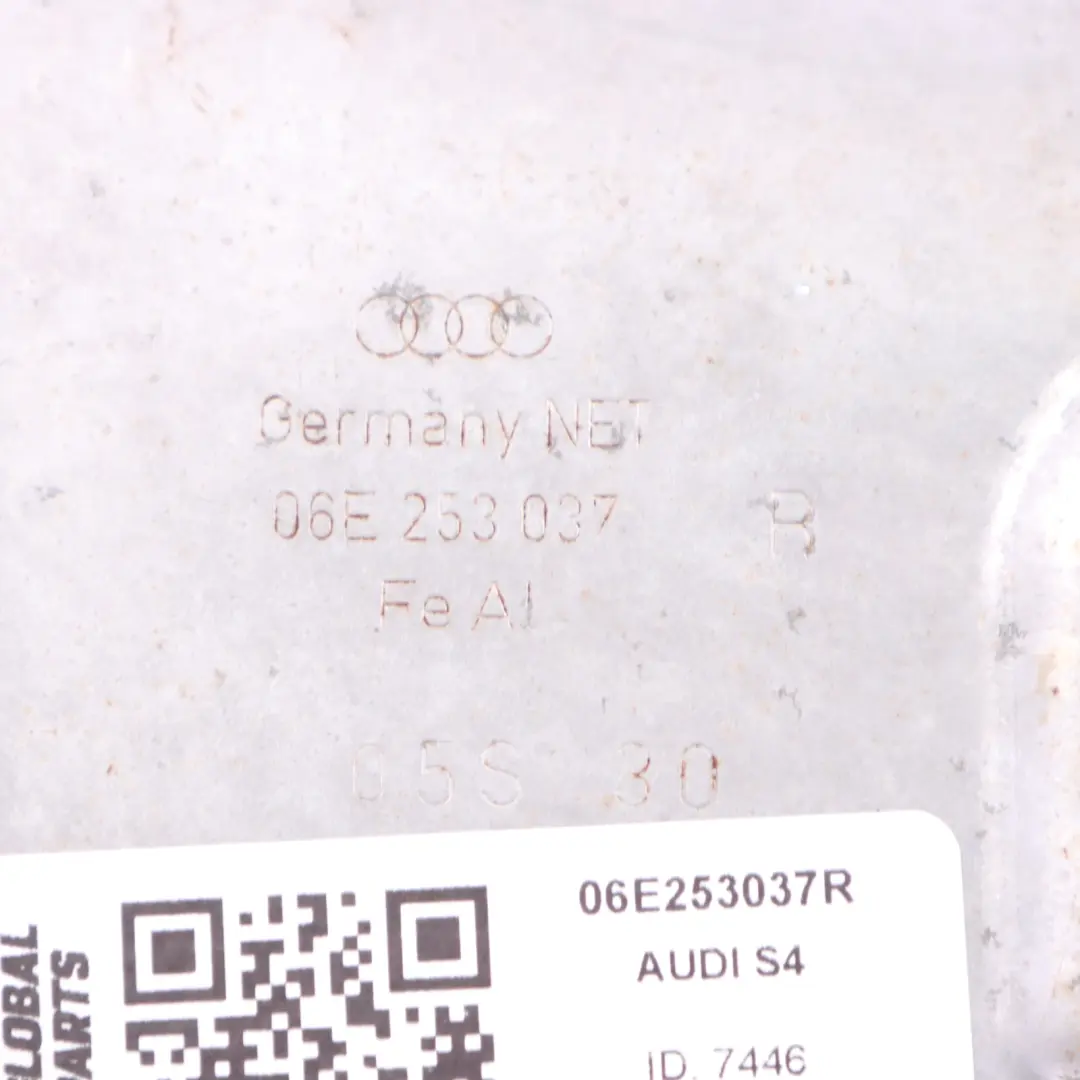 Germany NET
06E 253 037 R
Fe Al
05S 30
06E253037R
AUDI S4
ID. 7446
GLOBAL
PARTS